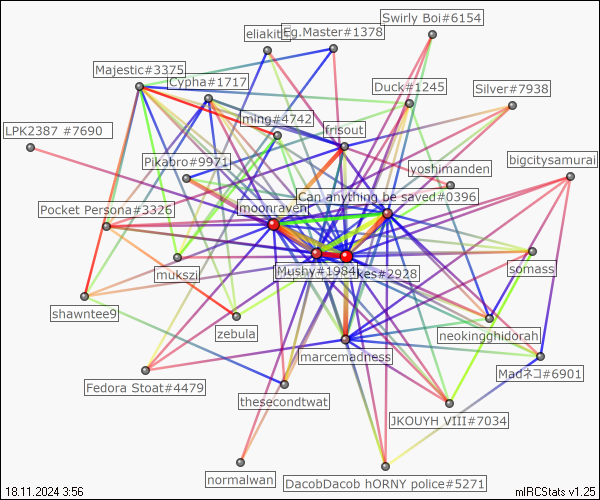 Swirly Boi#6154
Eg.Master#1378
eliakit
Majestic#3375
Cypha#1717
Duck#1245
Silver#7938
ming#4742
frisout
LPK2387 #7690
Pikabro#9971
yoshimanden
bigcitysamurai
Can anything be saved#0396
moonraven
Pocket Persona#3326
mukszi
Mushy#1984
kes#2928
somass
shawntee9
zebula
neokingghidorah
marcemadness
Madネコ#6901
Fedora Stoat#4479
thesecondtwat
JKOUYH VIII#7034
normalwan
DacobDacob hORNY police#5271
18.11.2024 3:56
mIRCStats v1.25